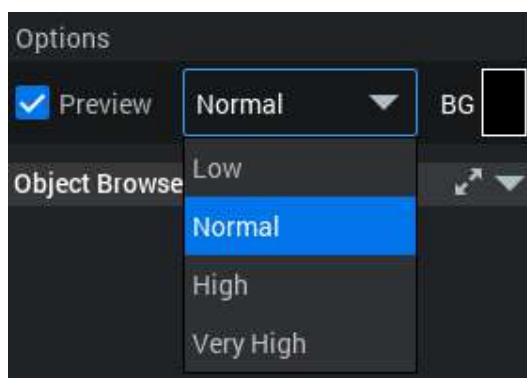 Options
Preview Normal BG
Object Browse
Low
Normal
High
Very High